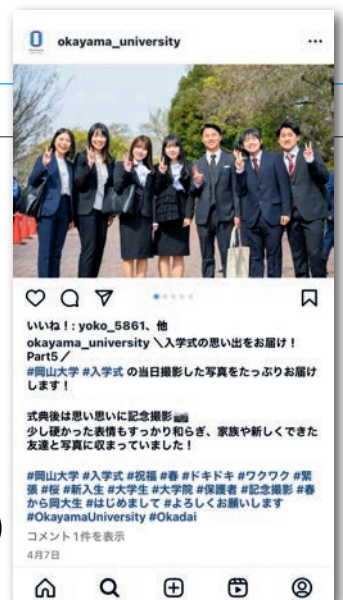 okayama_university
いいね！: yoko_5861、他
okayama_university ＼入学式の思い出をお届け！
Part5／
#岡山大学 #入学式 の当日撮影した写真をたっぷりお届け
します！
式典後は思い思いに記念撮影📷
少し硬かった表情もすっかり和らぎ、家族や新しくできた
友達と写真に収まっていました！
#岡山大学 #入学式 #祝福 #春 #ドキドキ #ワクワク #緊
張 #桜 #新入生 #大学生 #大学院 #保護者 #記念撮影 #春
から岡大生 #はじめまして #よろしくお願いします
#OkayamaUniversity #Okadai
コメント1件を表示
4月7日